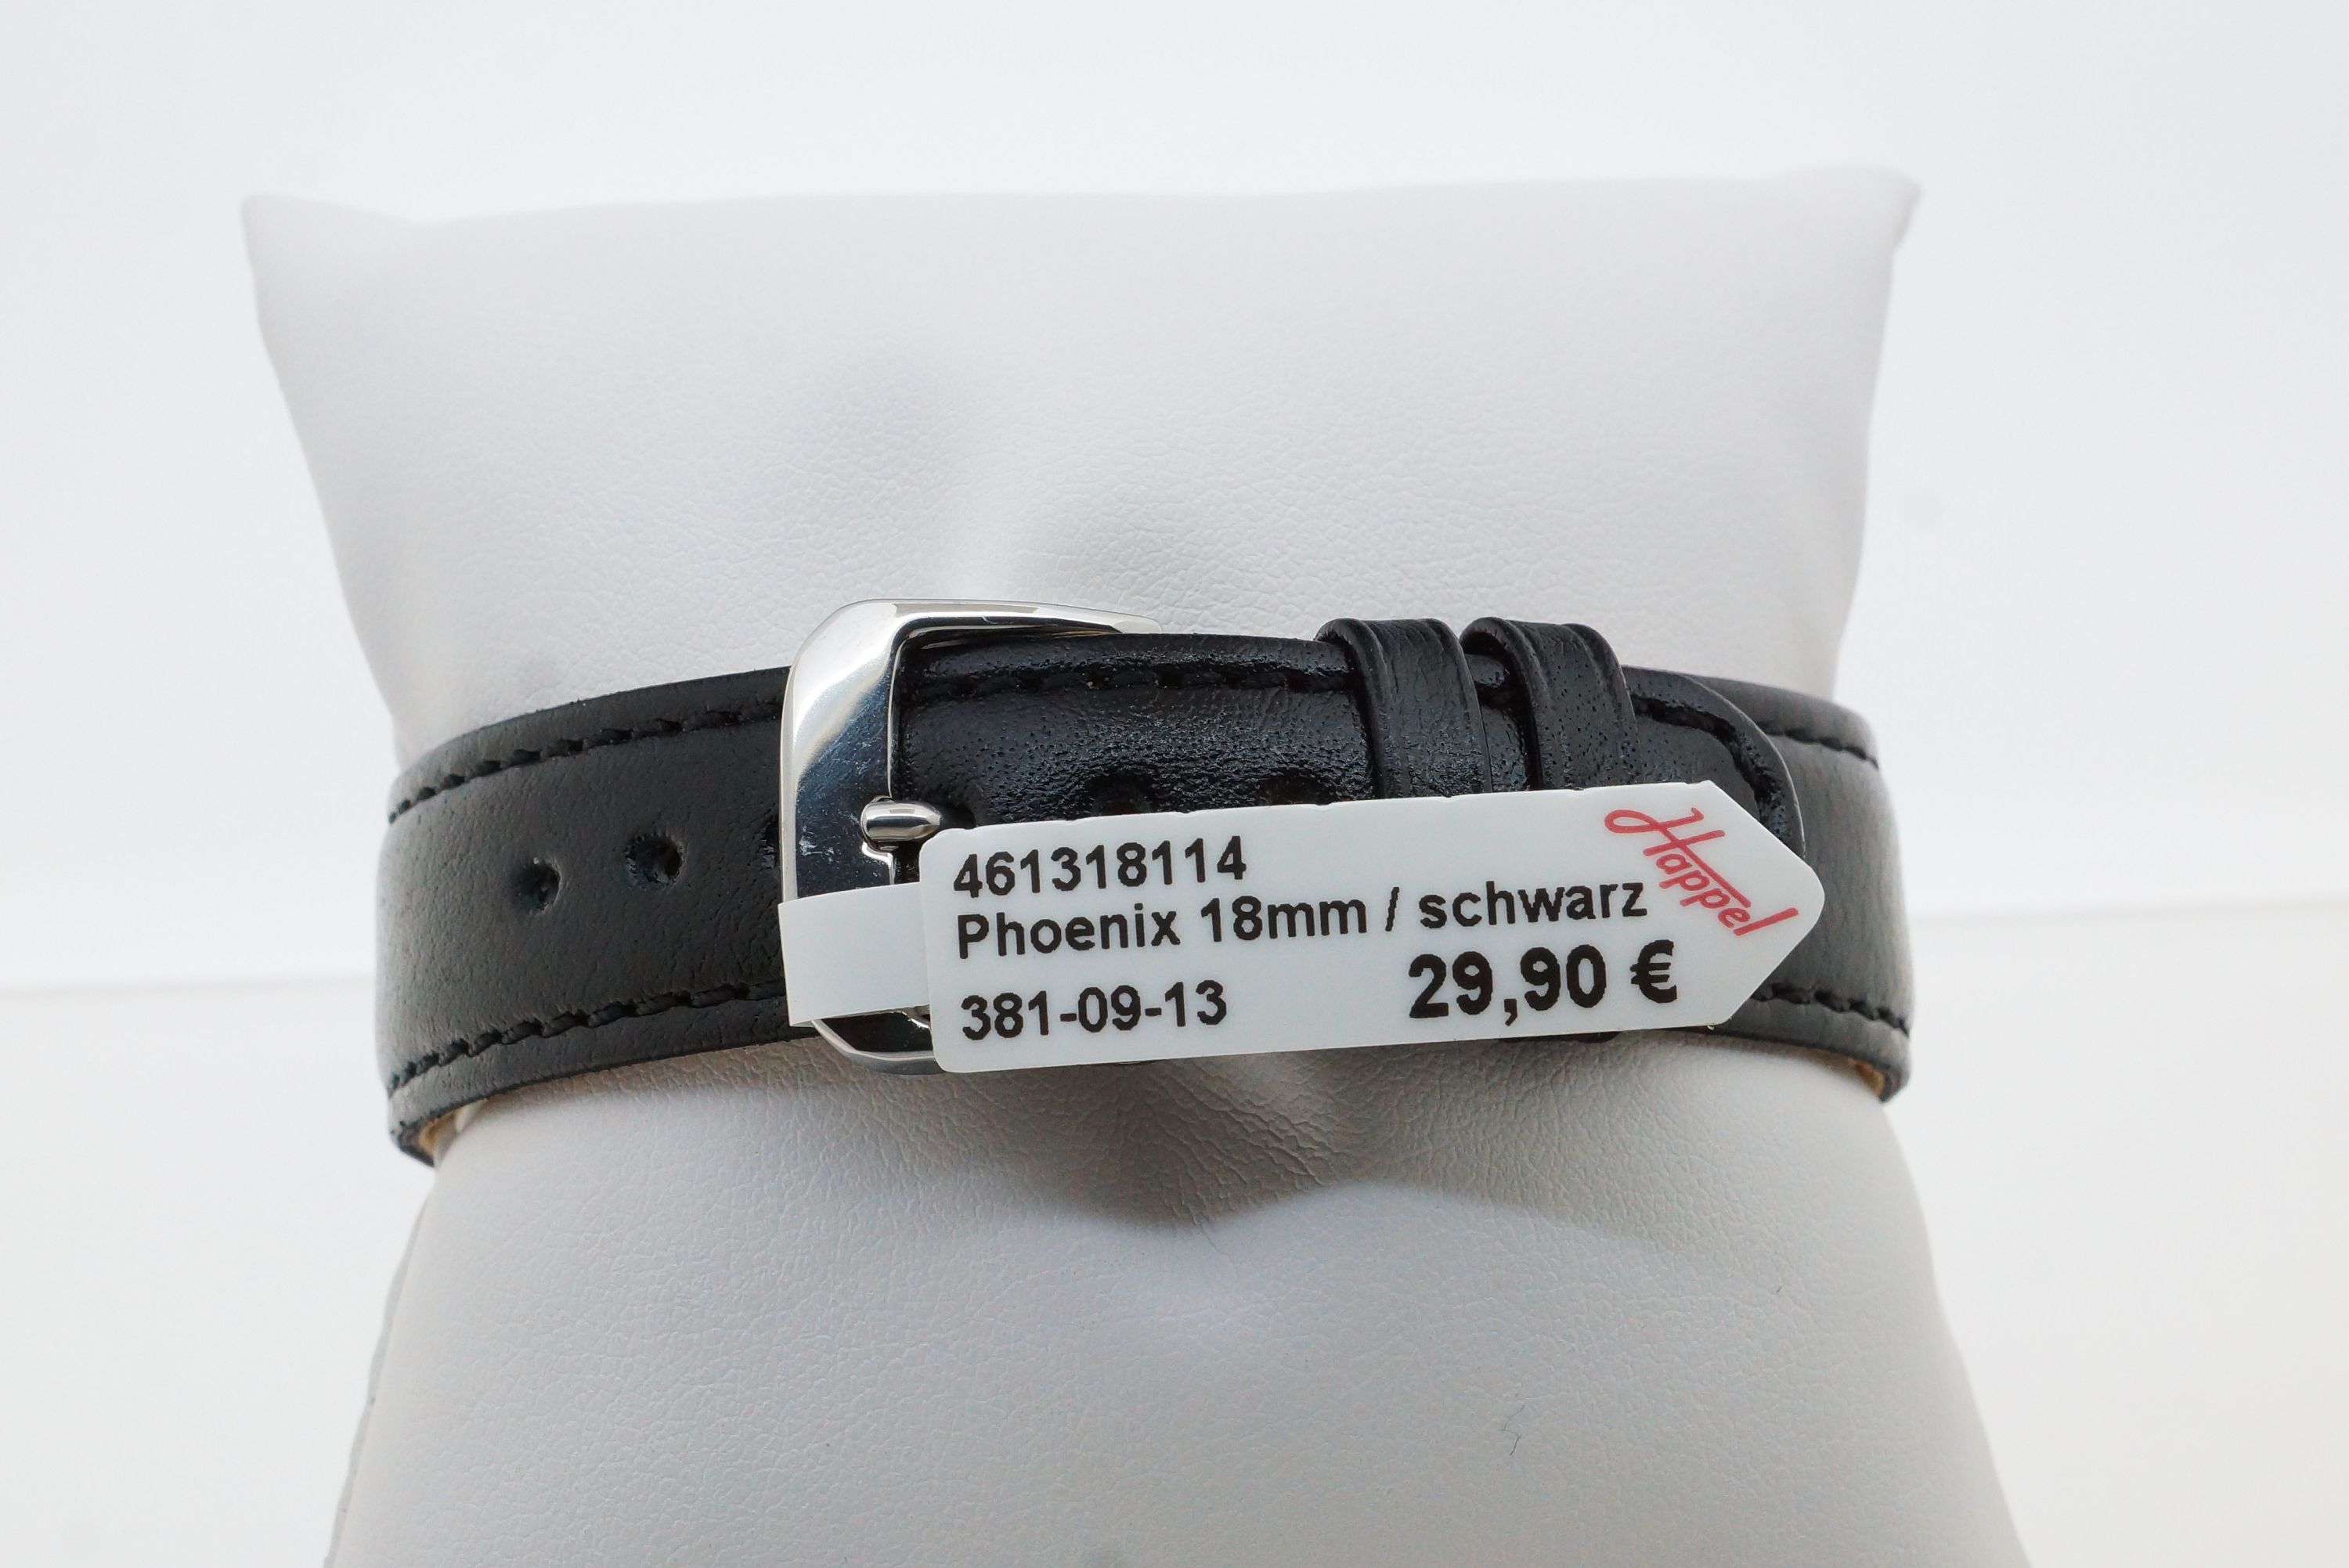 461318114
Phoenix 18mm / schwarz
381-09-13
29,90 €
Happel